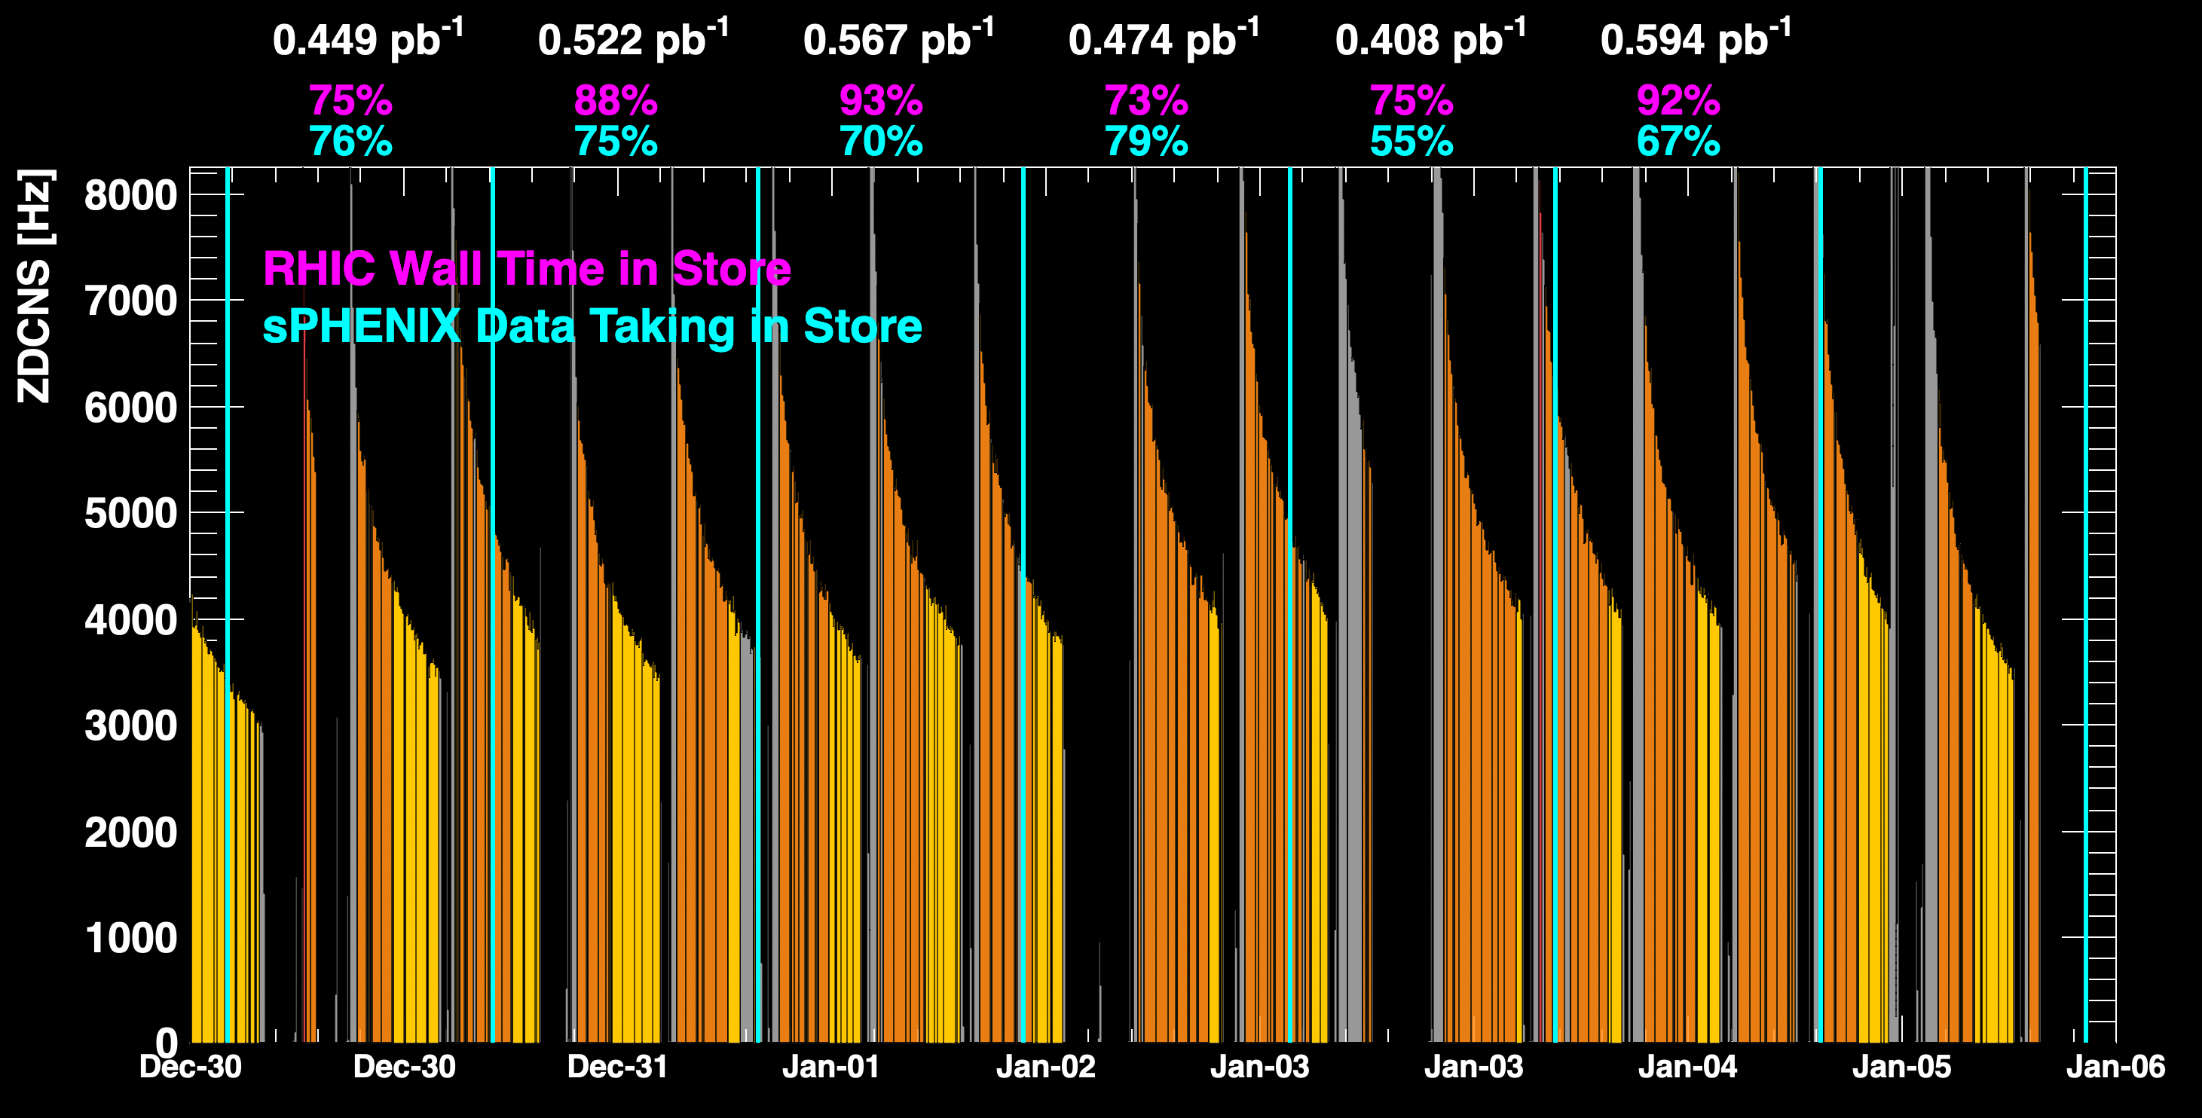 0.449 pb-1 0.522 pb-1 0.567 pb-1 0.474 pb-1 0.408 pb-1 0.594 pb-1
75% 88% 93% 73% 75% 92%
76% 75% 70% 79% 55% 67%
ZDCNS [Hz]
RHIC Wall Time in Store
sPHENIX Data Taking in Store
8000
7000
6000
5000
4000
3000
2000
1000
0
Dec-30 Dec-30 Dec-31 Jan-01 Jan-02 Jan-03 Jan-03 Jan-04 Jan-05 Jan-06